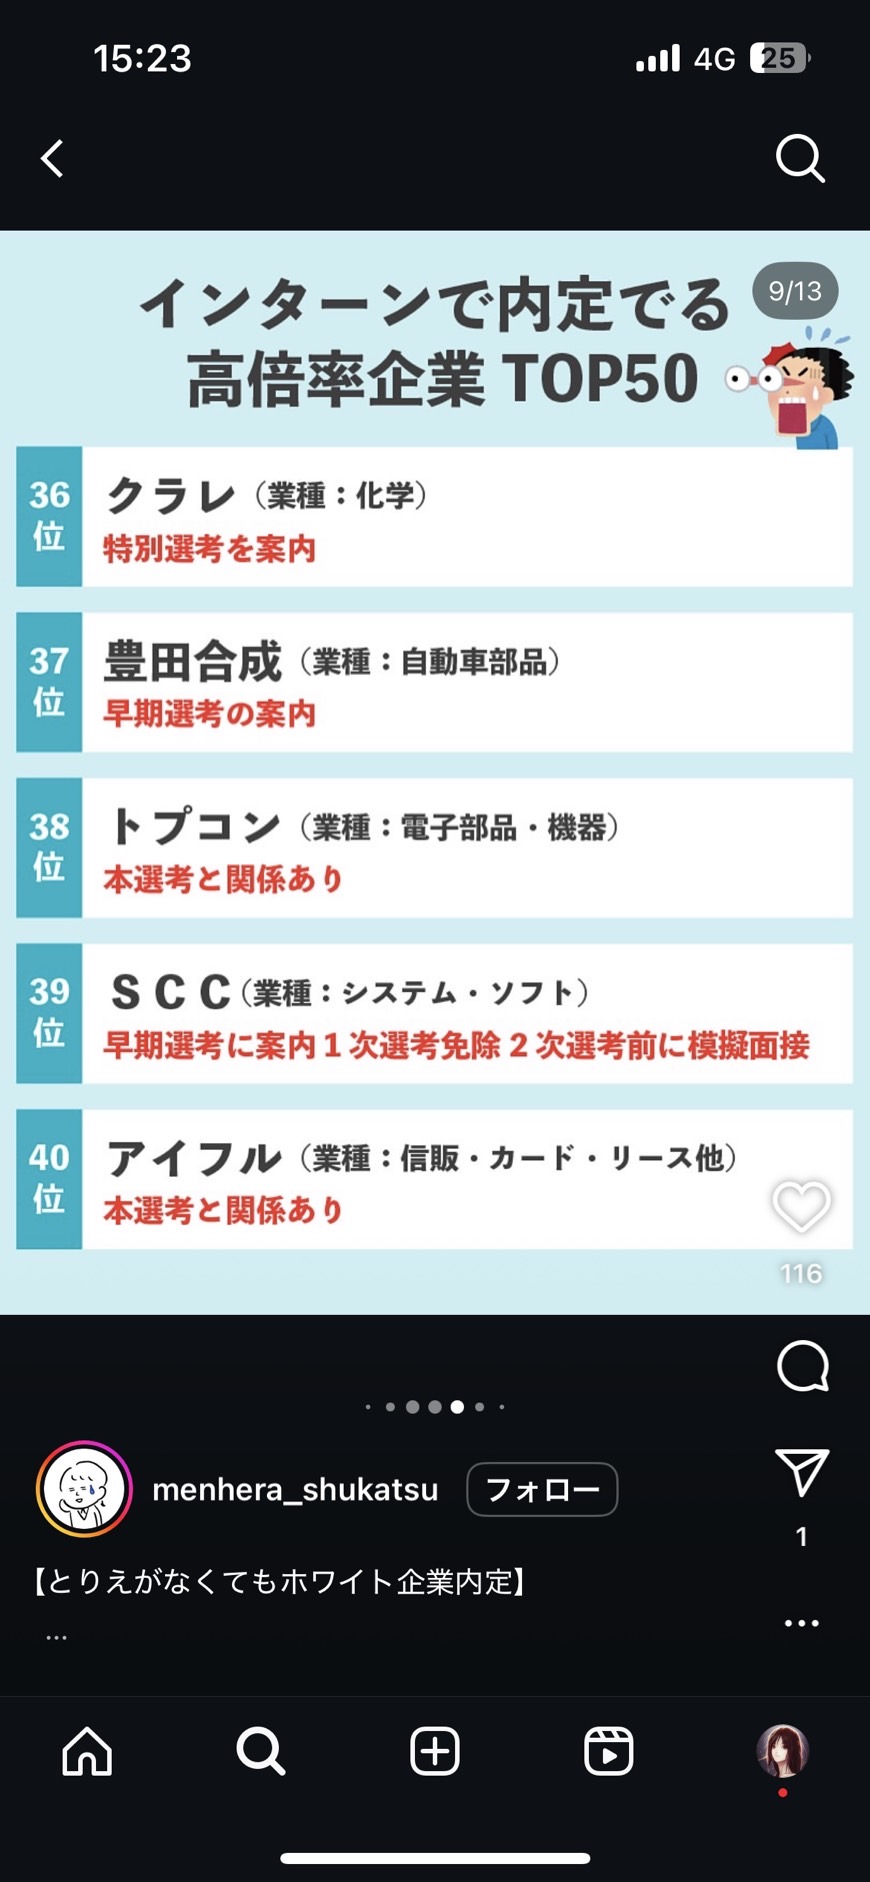 15:23
4G
25
インターンで内定でる
9/13
高倍率企業 TOP50
36
位
クラレ（業種：化学）
特別選考を案内
37
位
豊田合成（業種：自動車部品）
早期選考の案内
38
位
トプコン（業種：電子部品・機器）
本選考と関係あり
39
位
ＳＣＣ（業種：システム・ソフト）
早期選考に案内１次選考免除２次選考前に模擬面接
40
位
アイフル（業種：信販・カード・リース他）
本選考と関係あり
116
menhera_shukatsu
フォロー
1
【とりえがなくてもホワイト企業内定】
...